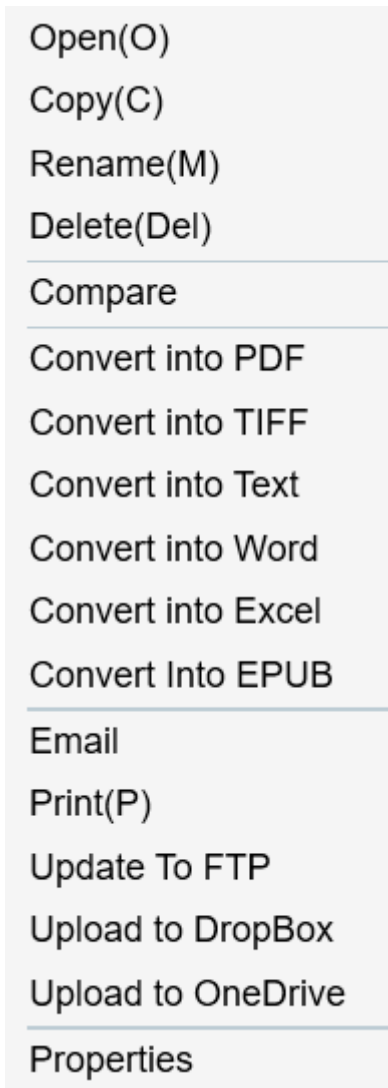 Open(O)
Copy(C)
Rename(M)
Delete(Del)
Compare
Convert into PDF
Convert into TIFF
Convert into Text
Convert into Word
Convert into Excel
Convert Into EPUB
Email
Print(P)
Update To FTP
Upload to DropBox
Upload to OneDrive
Properties